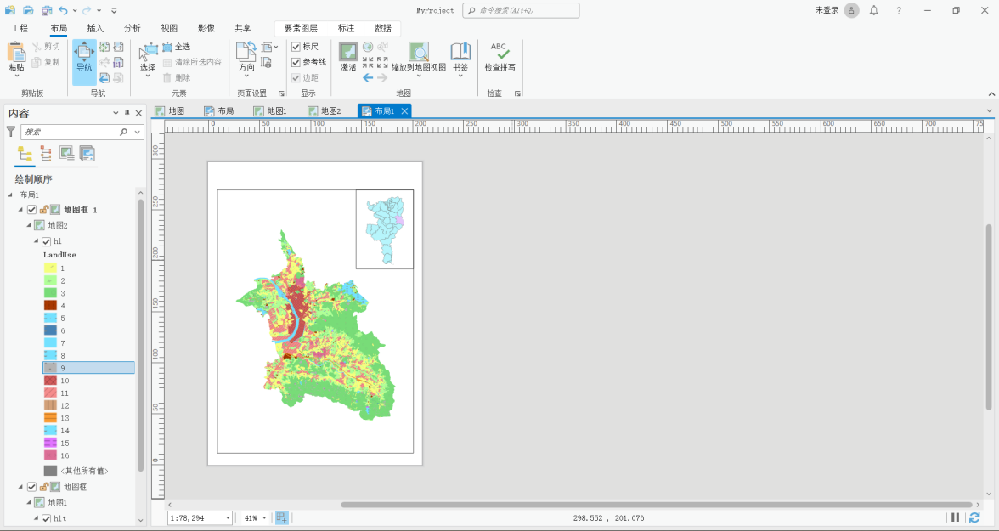 MyProject
命令搜索(Alt+Q)
未登录
?
工程 布局 插入 分析 视图 影像 共享 要素图层 标注 数据
粘贴
剪切
复制
剪贴板
导航
导航
选择
全选
清除所选内容
删除
元素
方向
页面设置
标尺
参考线
边距
显示
激活
缩放到地图视图
书签
地图
ABC
检查拼写
检查
内容
搜索
绘制顺序
布局1
地图框 1
地图2
hl
LandUse
1
2
3
4
5
6
7
8
9
10
11
12
13
14
15
16
<其他所有值>
地图框
地图1
hlt
地图 布局 地图1 地图2 布局1
0 50 100 150 200 250 300 350 400 450 500 550 600 650 700 75
300
250
200
150
100
50
0
1:78,294 41%
298.552 , 201.076